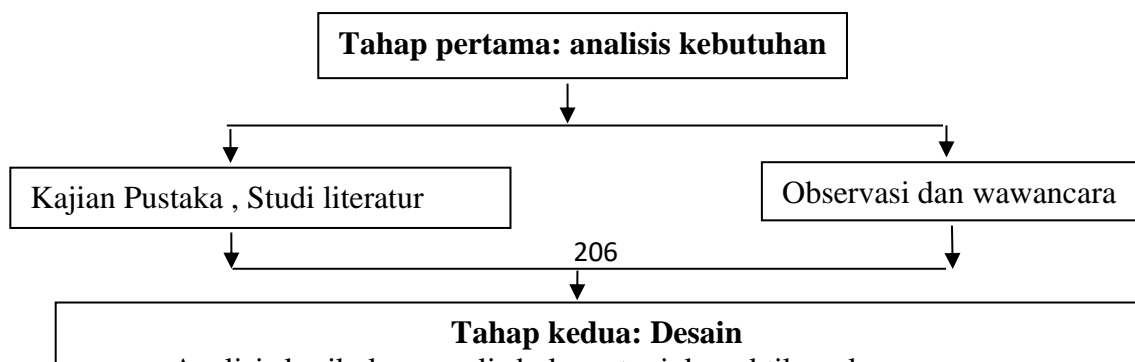 Tahap pertama: analisis kebutuhan
Kajian Pustaka , Studi literatur
Observasi dan wawancara
206
Tahap kedua: Desain